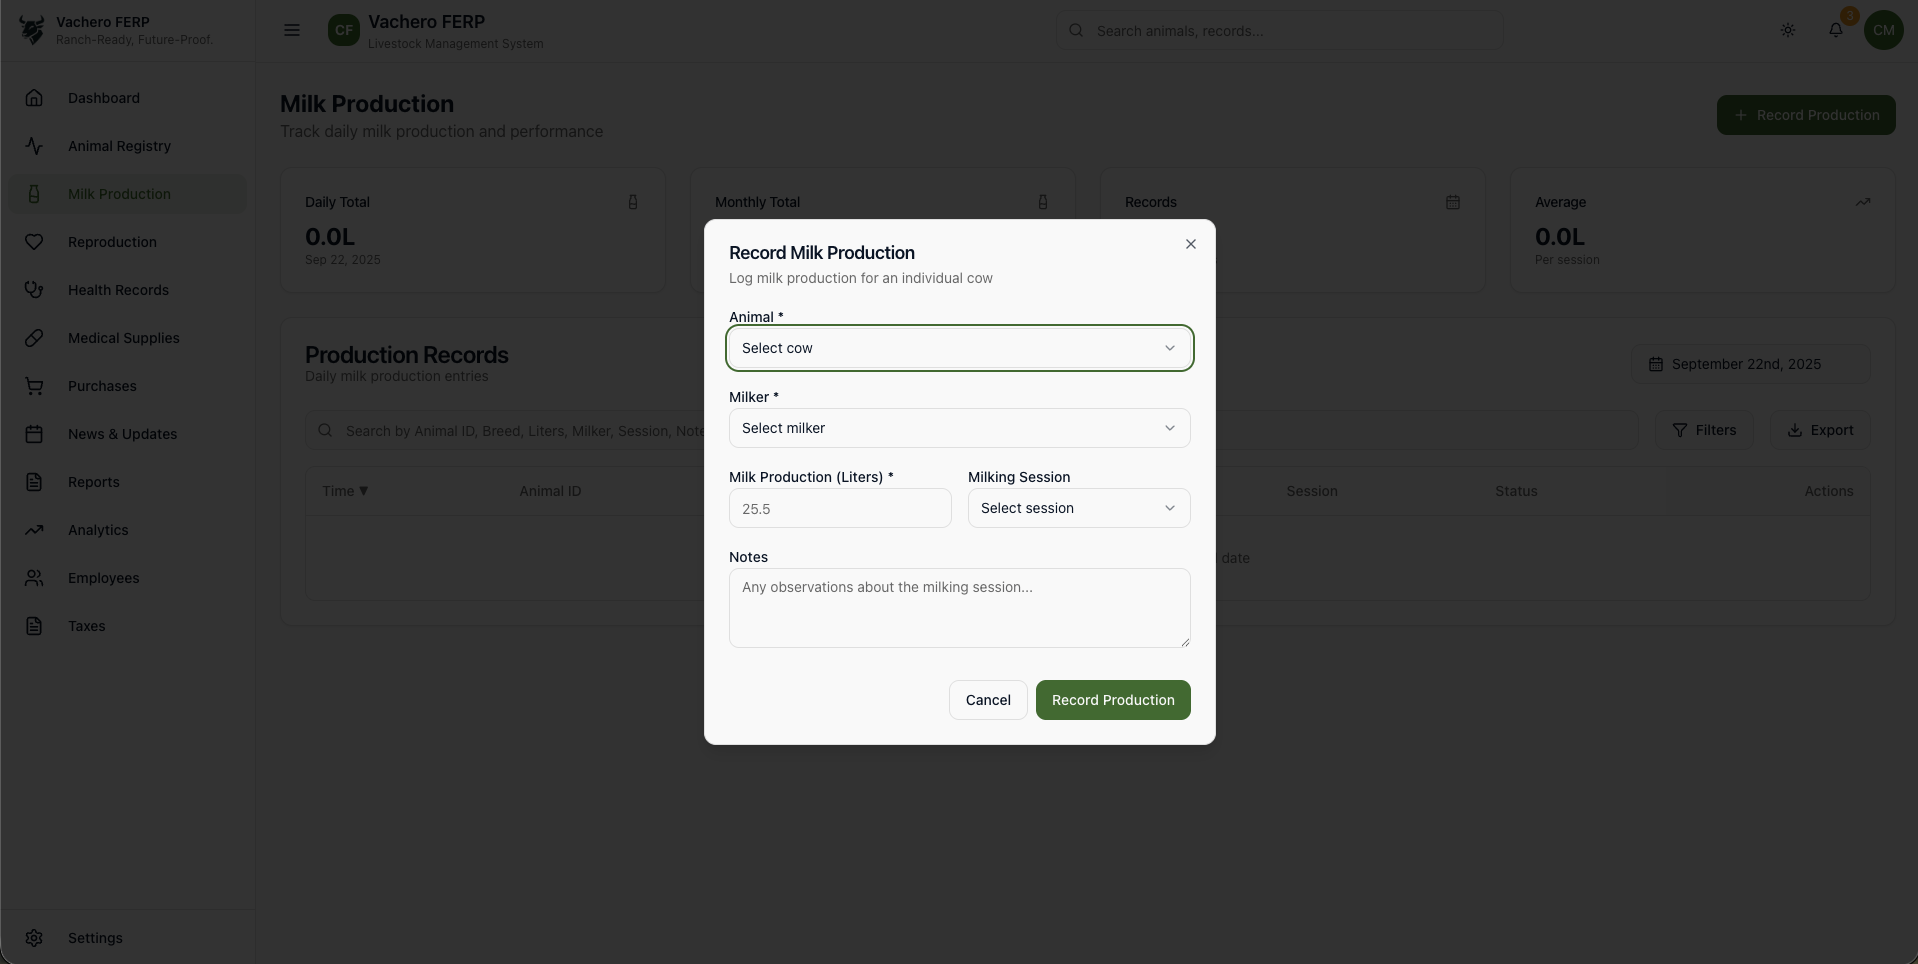 Vachero FERP
Ranch-Ready, Future-Proof.
CF
Vachero FERP
Livestock Management System
Search animals, records...
3
CM
Dashboard
Animal Registry
Milk Production
Reproduction
Health Records
Medical Supplies
Purchases
News & Updates
Reports
Analytics
Employees
Taxes
Settings
Milk Production
Track daily milk production and performance
+ Record Production
Daily Total
0.0L
Sep 22, 2025
Monthly Total
Records
Average
0.0L
Per session
Production Records
Daily milk production entries
September 22nd, 2025
Search by Animal ID, Breed, Liters, Milker, Session, Note
Filters
Export
Time ▼ Animal ID Session Status Actions
date
Record Milk Production
Log milk production for an individual cow
Animal *
Select cow
Milker *
Select milker
Milk Production (Liters) * Milking Session
25.5 Select session
Notes
Any observations about the milking session...
Cancel Record Production